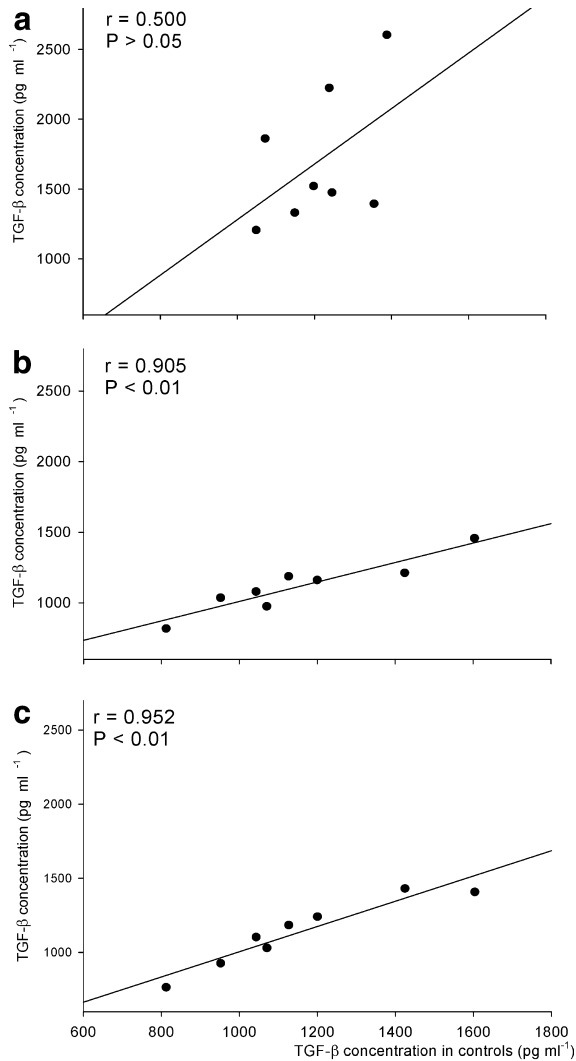 a
r = 0.500
P > 0.05
TGF-β concentration (pg ml -1)
2500
2000
1500
1000
b
r = 0.905
P < 0.01
TGF-β concentration (pg ml -1)
2500
2000
1500
1000
c
r = 0.952
P < 0.01
TGF-β concentration (pg ml -1)
2500
2000
1500
1000
600 800 1000 1200 1400 1600 1800
TGF-β concentration in controls (pg ml-1)